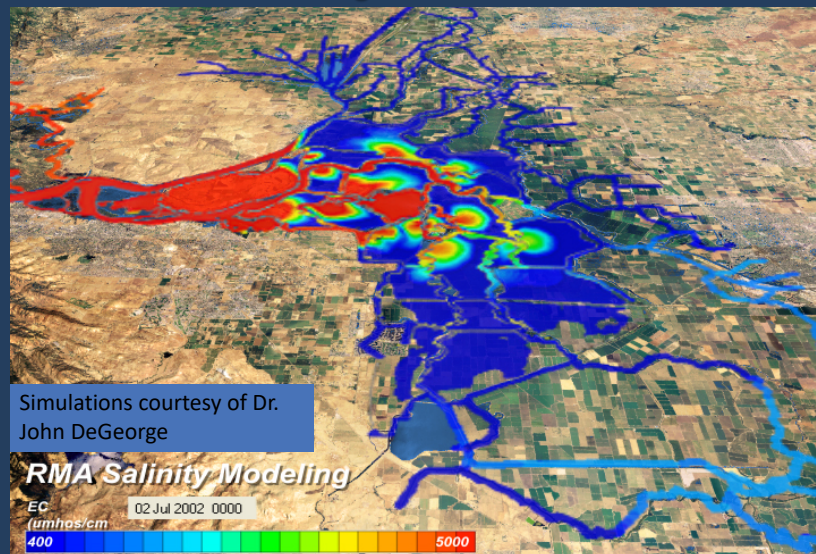 Simulations courtesy of Dr.
John DeGeorge
RMA Salinity Modeling
EC
(umhos/cm
02 Jul 2002 0000
400
5000